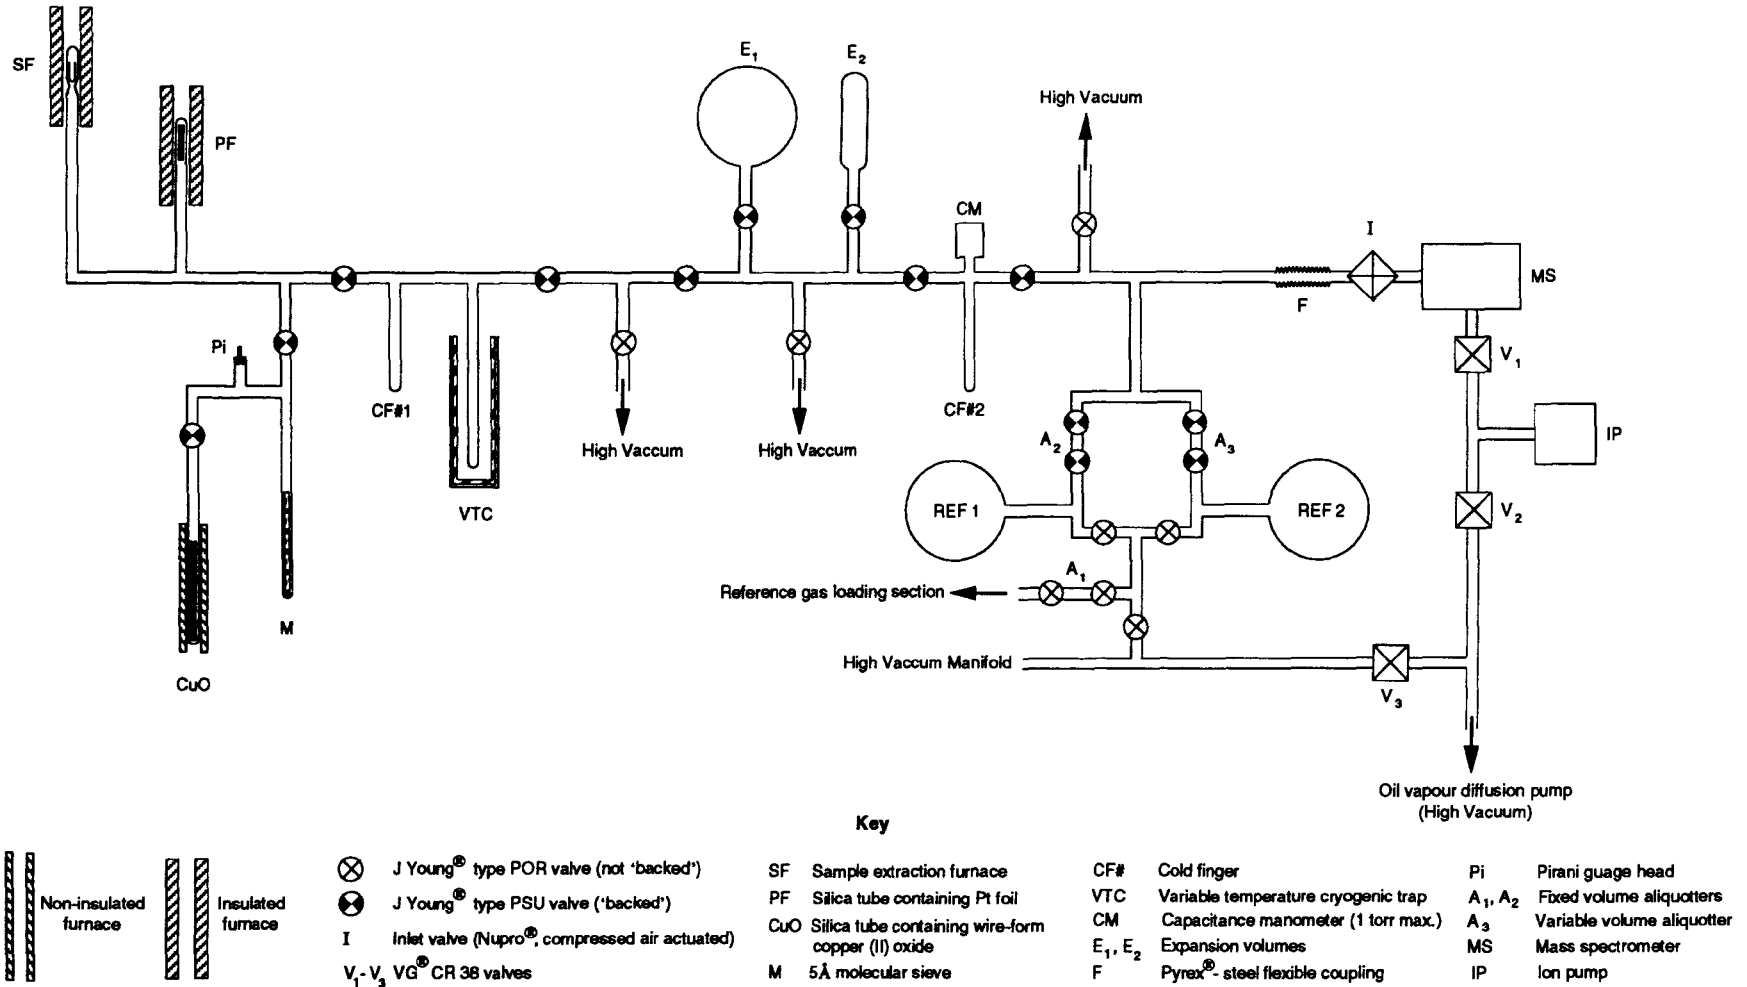 SF
PF
E1
E2
High Vacuum
CM
I
MS
F
Pi
V1
CF#1
CF#2
A2
A3
IP
High Vaccum
High Vaccum
VTC
REF 1
REF 2
V2
A1
Reference gas loading section
M
High Vaccum Manifold
CuO
V3
Oil vapour diffusion pump
(High Vacuum)
Key
Non-insulated
furnace
Insulated
furnace
J Young® type POR valve (not 'backed')
J Young® type PSU valve ('backed')
I Inlet valve (Nupro®, compressed air actuated)
V1-V3 VG® CR 38 valves
SF Sample extraction furnace
PF Silica tube containing Pt foil
CuO Silica tube containing wire-form
copper (II) oxide
M 5Å molecular sieve
CF# Cold finger
VTC Variable temperature cryogenic trap
CM Capacitance manometer (1 torr max.)
E1, E2 Expansion volumes
F Pyrex®- steel flexible coupling
Pi Pirani guage head
A1, A2 Fixed volume aliquotters
A3 Variable volume aliquotter
MS Mass spectrometer
IP Ion pump